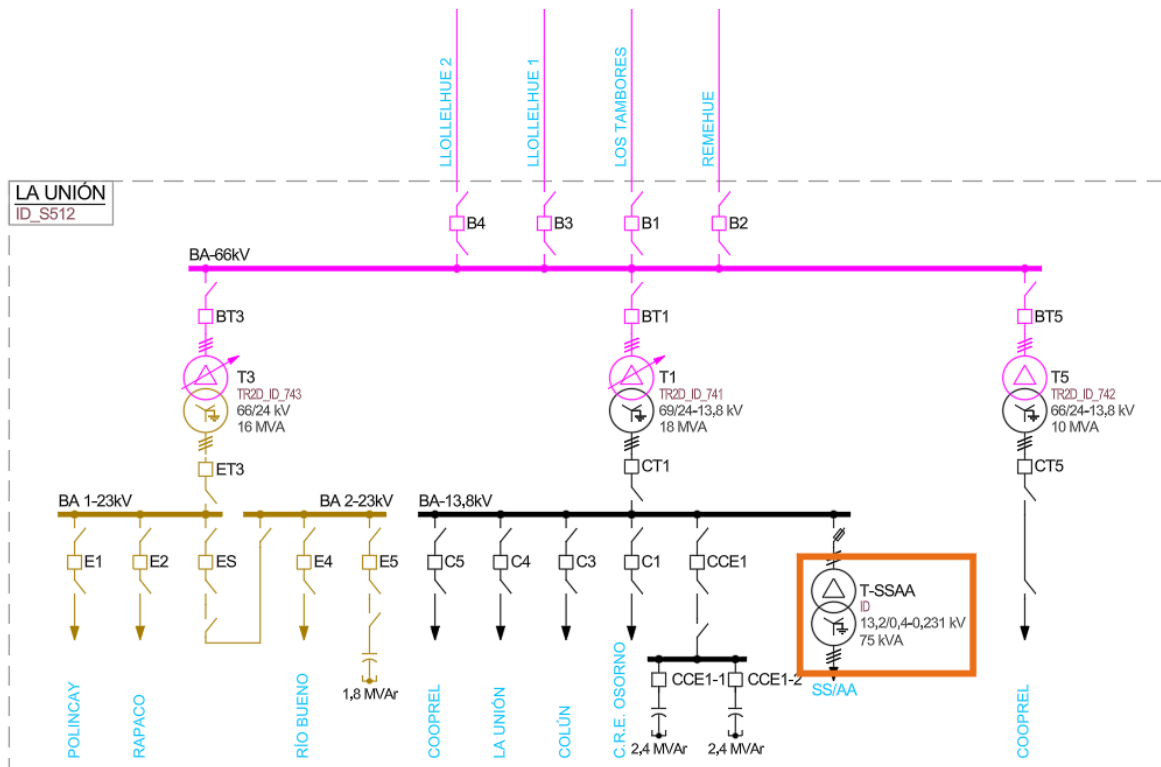 LLOLLELHUE 2
LLOLLELHUE 1
LOS TAMBORES
REMEHUE
LA UNIÓN
ID_S512
B4
B3
B1
B2
BA-66kV
BT3
BT1
BT5
T3
TR2D_ID_743
66/24 kV
16 MVA
T1
TR2D_ID_741
69/24-13,8 kV
18 MVA
T5
TR2D_ID_742
66/24-13,8 kV
10 MVA
ET3
CT1
CT5
BA 1-23kV
BA 2-23kV
BA-13,8kV
E1
E2
ES
E4
E5
C5
C4
C3
C1
CCE1
T-SSAA
ID
13,2/0,4-0,231 kV
75 kVA
SS/AA
CCE1-1
CCE1-2
1,8 MVAr
2,4 MVAr
2,4 MVAr
POLINCAY
RAPACO
RÍO BUENO
COOPREL
LA UNIÓN
COLÚN
C.R.E. OSORNO
COOPREL